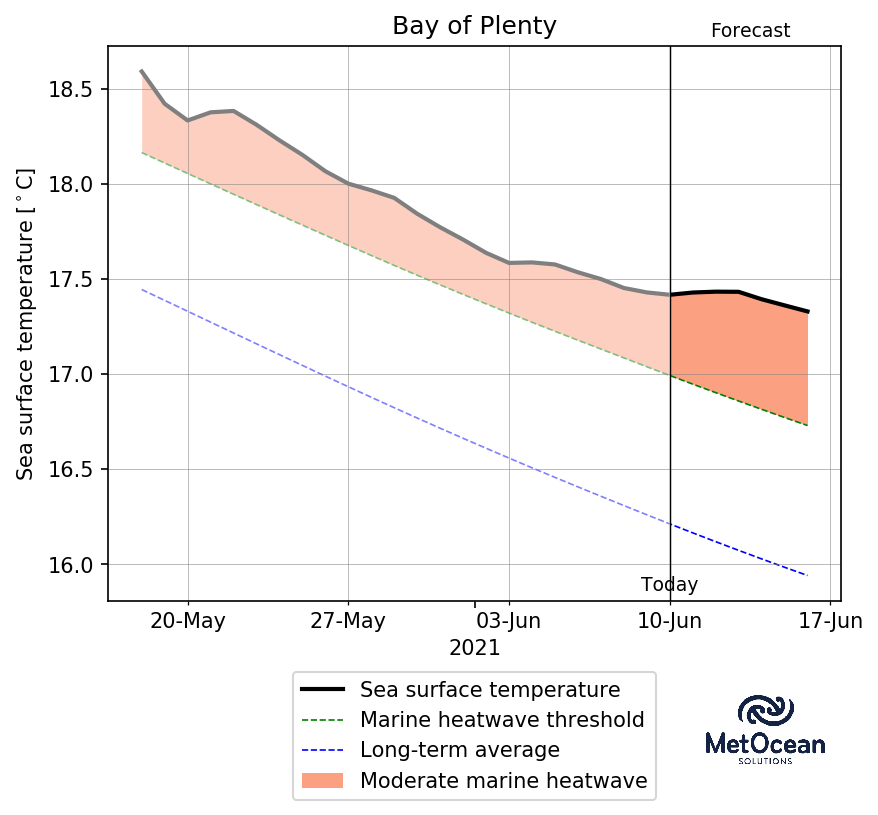 Bay of Plenty
Forecast
18.5
18.0
17.5
17.0
16.5
16.0
Sea surface temperature [°C]
Today
20-May
27-May
03-Jun
10-Jun
17-Jun
2021
Sea surface temperature
Marine heatwave threshold
Long-term average
Moderate marine heatwave
MetOcean
SOLUTIONS